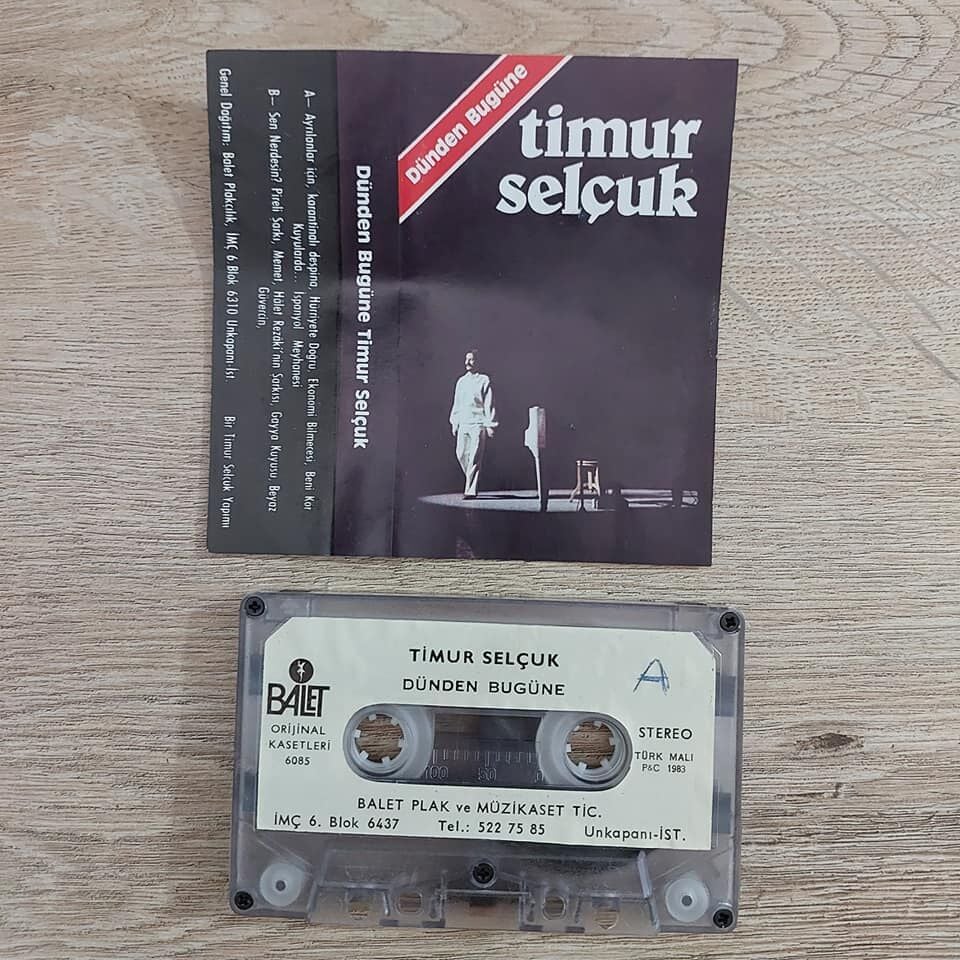 Dünden Bugüne
timur
selçuk
Dünden Bugüne Timur Selçuk
A— Ayrılanlar için, karantinalı despina, Hürriyete Doğru, Ekonomi Bilmecesi, Beni Kor
Kuyularda.. İspanyol Meyhanesi
B— Sen Nerdesin? Pireli Şarkı, Memet, Hâlet Rezaki'nin Şarkısı, Gayya Kuyusu, Beyaz
Güvercin,
Genel Dağıtım: Balet Plakçılık, İMÇ 6.Blok 6310 Unkapanı-İst. Bir Timur Selçuk Yapımı
TİMUR SELÇUK
DÜNDEN BUGÜNE
A
BALET
ORİJİNAL
KASETLERİ
6085
STEREO
TÜRK MALI
P&C 1983
100 50 0
BALET PLAK ve MÜZİKASET TİC.
İMÇ 6. Blok 6437 Tel.: 522 75 85 Unkapanı-İST.